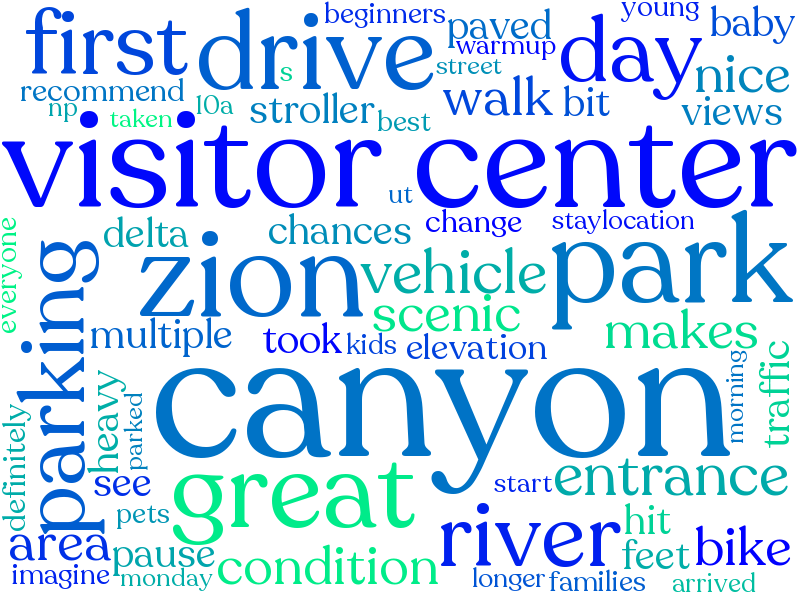 beginners
young
first
drive
paved
day
baby
warmup
s
street
nice
recommend
np
l0a
stroller
walk
bit
views
taken
best
visitor center
ut
everyone
delta
chances
change
staylocation
zion
vehicle
park
parking
scenic
multiple
took
kids
elevation
makes
canyon
morning
traffic
heavy
parked
definitely
see
great
start
entrance
pets
river
hit
area
pause
condition
feet
bike
imagine
monday
longer
families
arrived